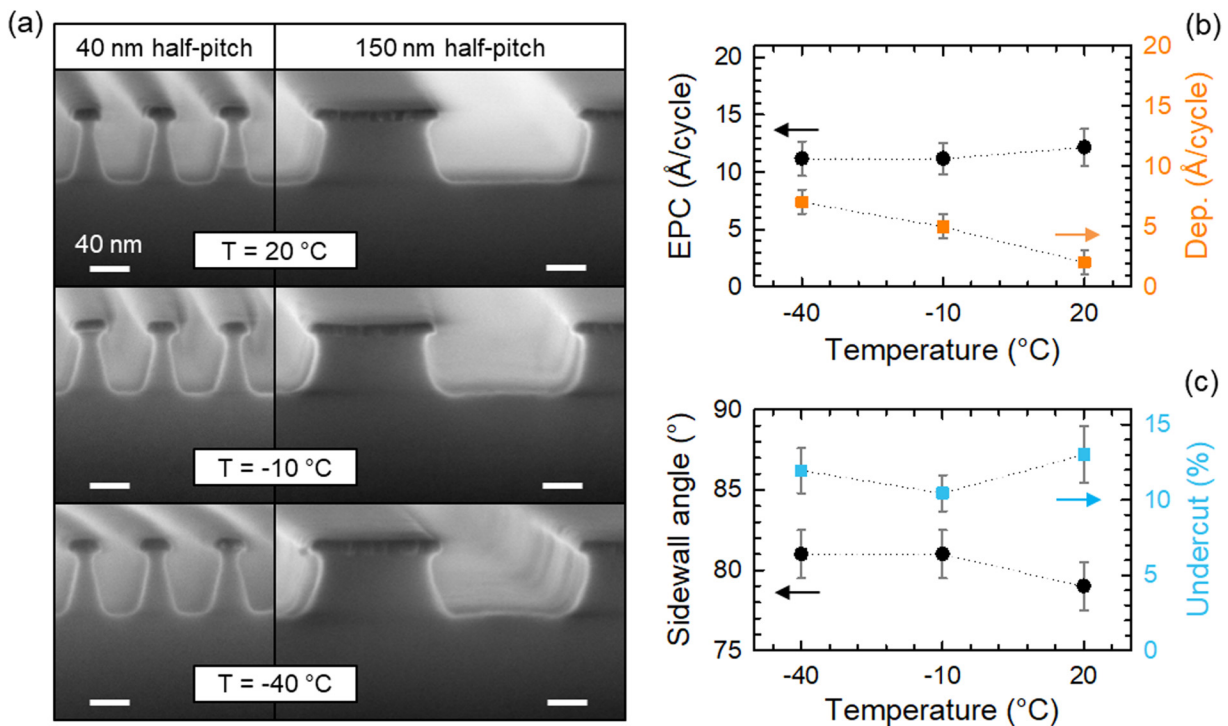 (a)
40 nm half-pitch 150 nm half-pitch
40 nm
T = 20 °C
T = -10 °C
T = -40 °C
(b)
20
15
10
5
0
EPC (Å/cycle)
20
15
10
5
0
Dep. (Å/cycle)
-40 -10 20
Temperature (°C)
(c)
90
85
80
75
Sidewall angle (°)
15
10
5
0
Undercut (%)
-40 -10 20
Temperature (°C)